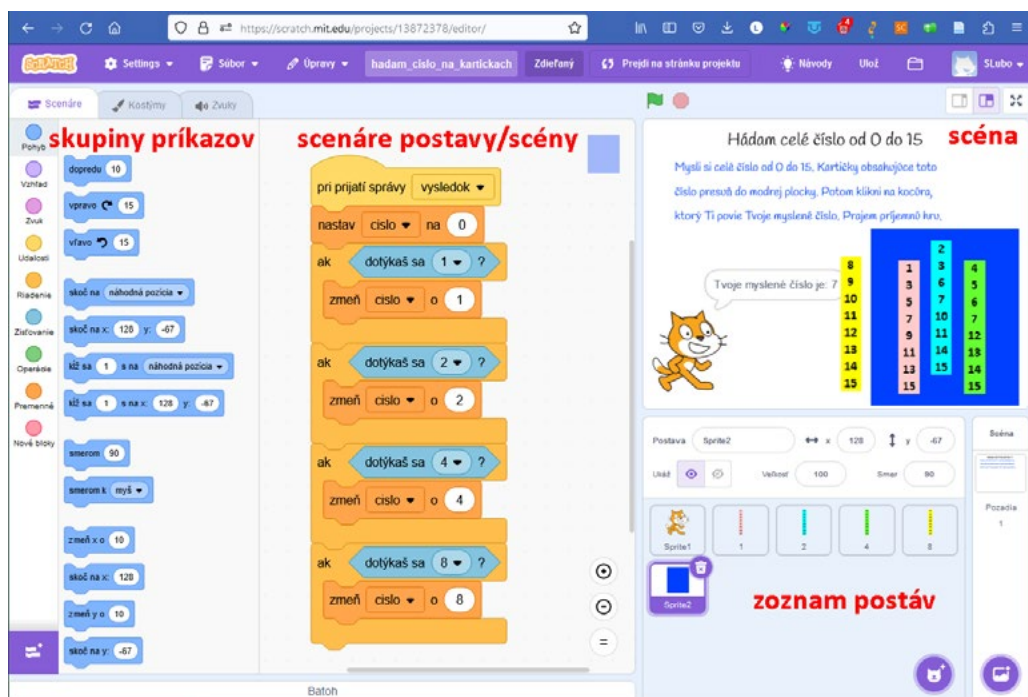 https://scratch.mit.edu/projects/13872378/editor/
4
SCRATCH
Settings
Súbor
Úpravy
hadam_cislo_na_kartickach
Zdieľaný
Prejdi na stránku projektu
Návody
Ulož
SLubo
Scenáre
Kostýmy
Zvuky
skupiny príkazov
scenáre postavy/scény
scéna
zoznam postáv
Pohyb
Vzhľad
Zvuk
Udalosti
Riadenie
Zisťovanie
Operácie
Premenné
Nové bloky
dopredu 10
vpravo 15
vľavo 15
skoč na náhodná pozícia
skoč na x: 128 y: -67
kĺž sa 1 s na náhodná pozícia
kĺž sa 1 s na x: 128 y: -67
smerom 90
smerom k myš
zmeň x o 10
skoč na x: 128
zmeň y o 10
skoč na y: -67
pri prijatí správy vysledok
nastav cislo na 0
ak dotýkaš sa 1 ?
zmeň cislo o 1
ak dotýkaš sa 2 ?
zmeň cislo o 2
ak dotýkaš sa 4 ?
zmeň cislo o 4
ak dotýkaš sa 8 ?
zmeň cislo o 8
=
Batoh
Hádam celé číslo od 0 do 15
Mysli si celé číslo od 0 do 15. Kartičky obsahujúce toto
číslo presuň do modrej plochy. Potom klikni na kocúra,
ktorý Ti povie Tvoje myslené číslo. Prajem príjemnú hru.
Tvoje myslené číslo je: 7
8
9
10
11
12
13
14
15
1
3
5
7
9
11
13
15
2
3
6
7
10
11
14
15
4
5
6
7
12
13
14
15
Postava Sprite2 x 128 y -67
Ukáž Veľkosť 100 Smer 90
Sprite1
1
2
4
8
Sprite2
Scéna
Pozadia
1